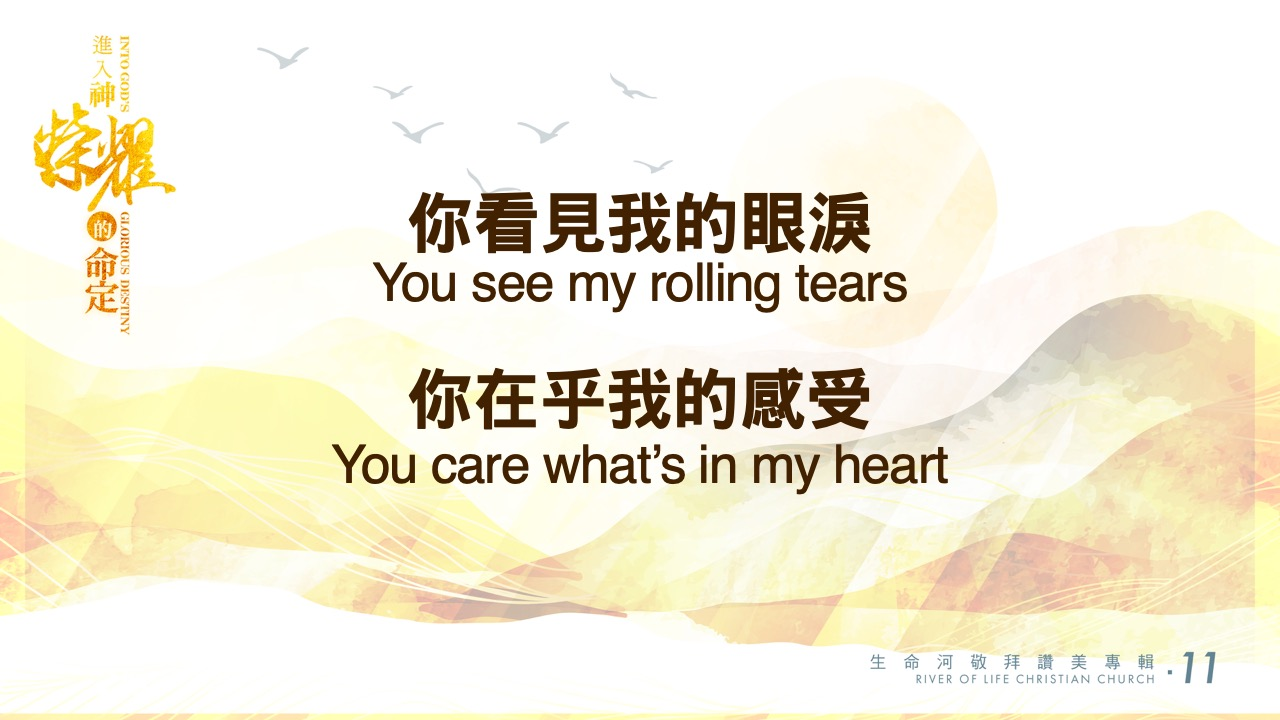 進入神
榮耀
的
命定
INTO GOD'S
GLORIOUS DESTINY
你看見我的眼淚
You see my rolling tears
你在乎我的感受
You care what's in my heart
生命河敬拜讚美專輯
RIVER OF LIFE CHRISTIAN CHURCH
·11